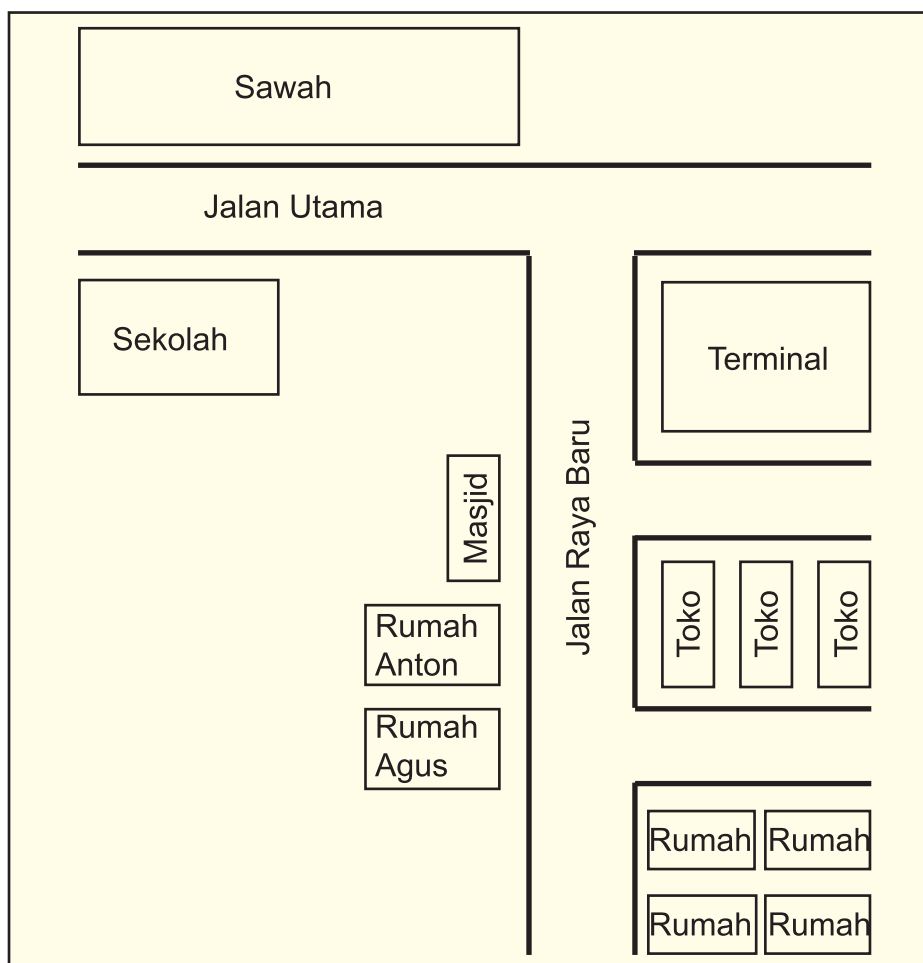 Sawah
Jalan Utama
Sekolah
Terminal
Masjid
Jalan Raya Baru
Toko
Toko
Toko
Rumah
Anton
Rumah
Agus
Rumah
Rumah
Rumah
Rumah